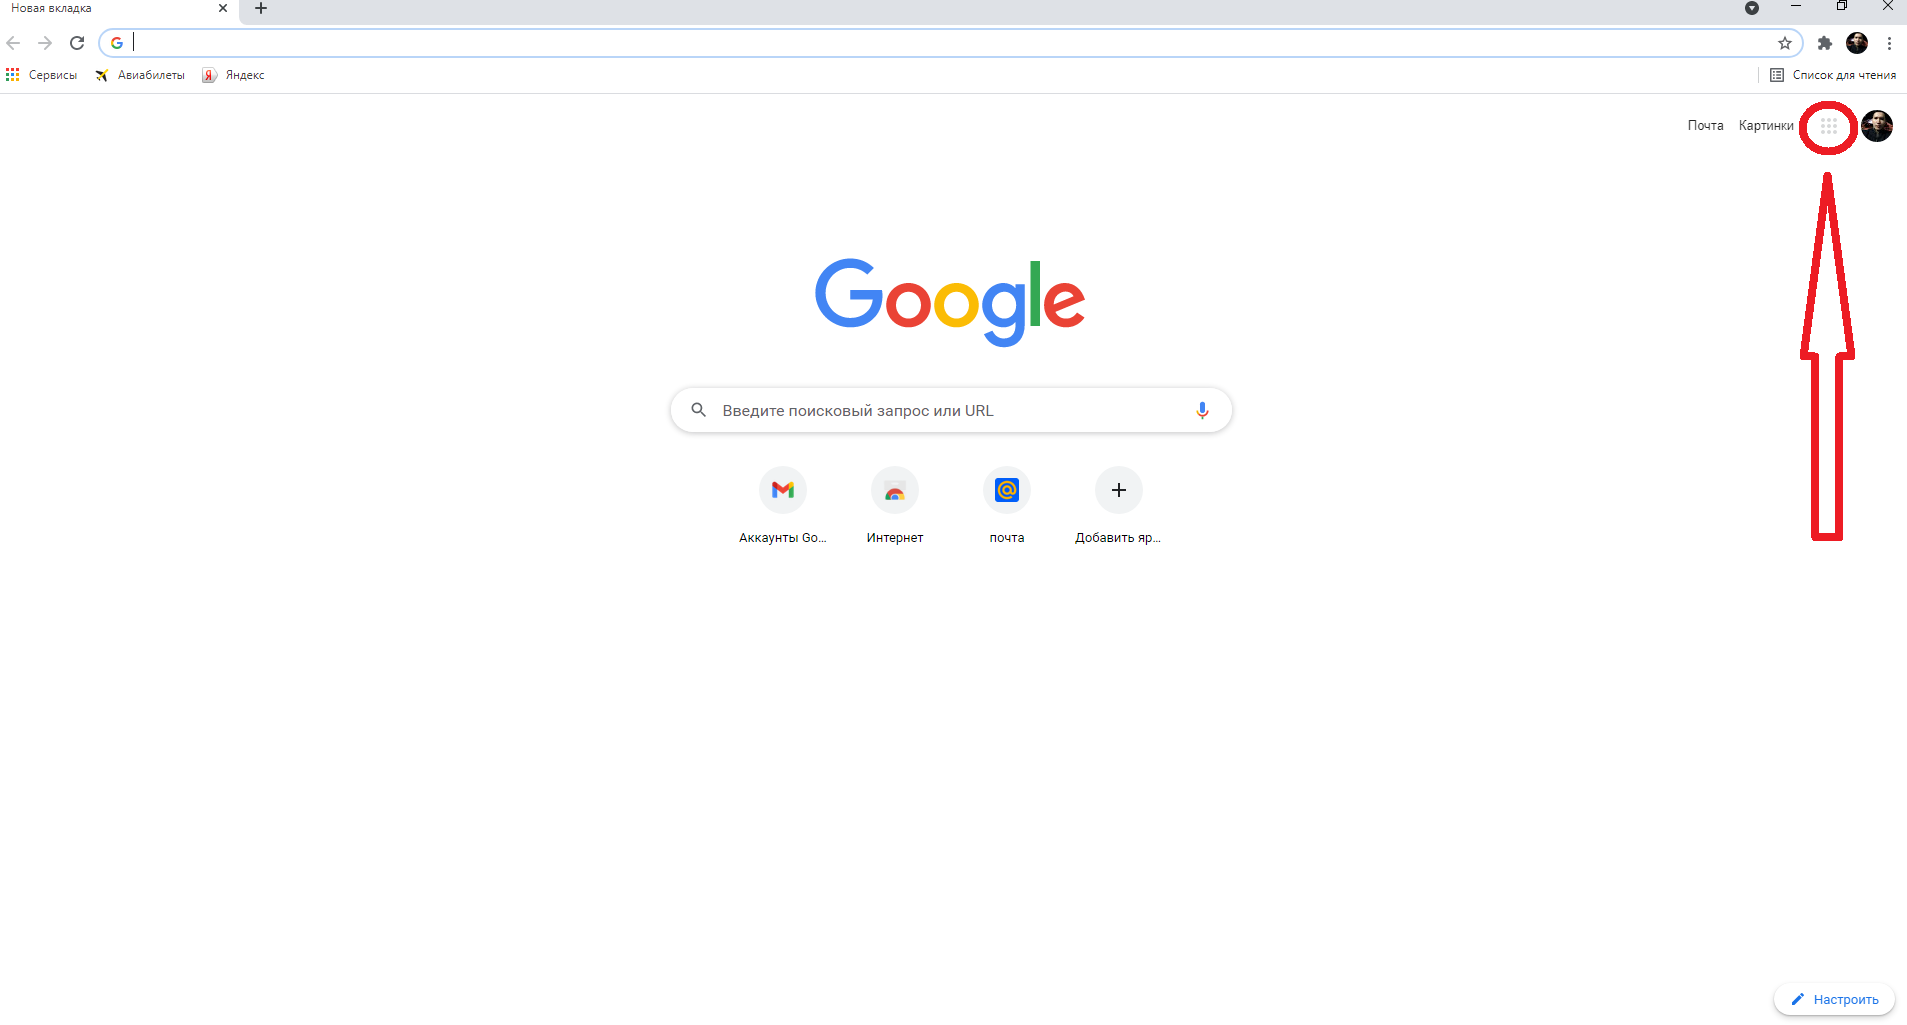 Новая вкладка
Сервисы Авиабилеты Яндекс Список для чтения
Почта Картинки
Google
Введите поисковый запрос или URL
Аккаунты Go... Интернет почта Добавить яр...
Настроить